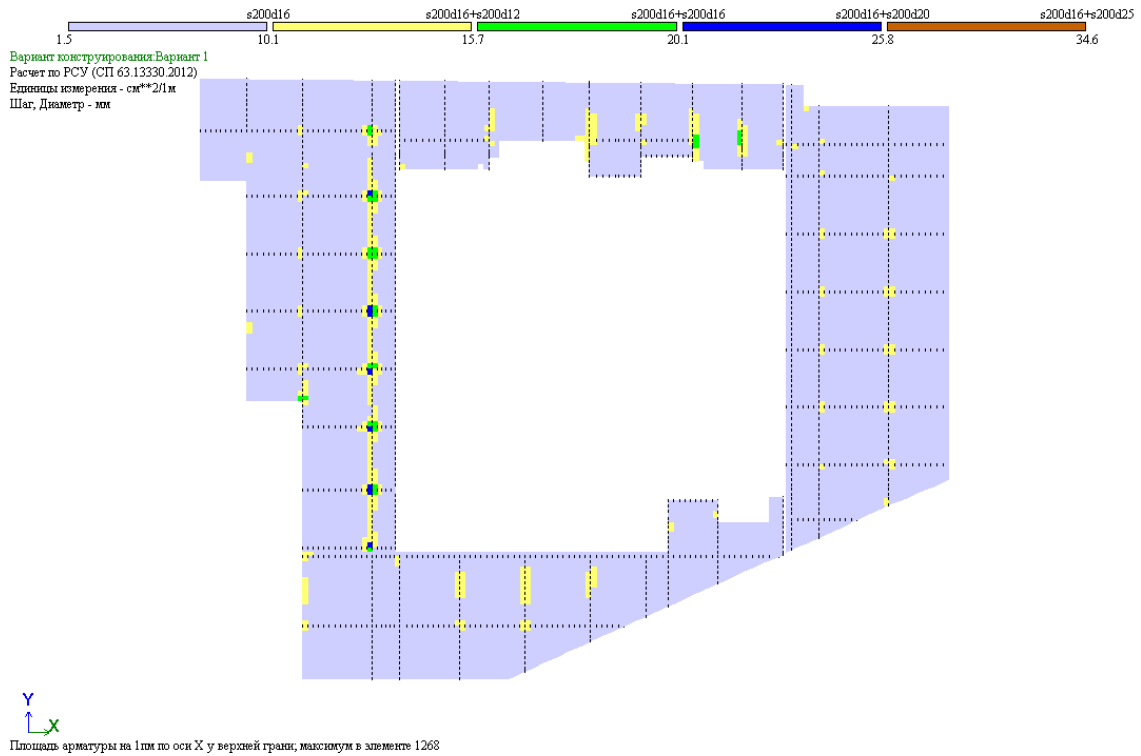 s200d16 s200d16+s200d12 s200d16+s200d16 s200d16+s200d20 s200d16+s200d25
1.5 10.1 15.7 20.1 25.8 34.6
Вариант конструирования:Вариант 1
Расчет по РСУ (СП 63.13330.2012)
Единицы измерения - см**2/1м
Шаг, Диаметр - мм
Y
X
Площадь арматуры на 1пм по оси X у верхней грани; максимум в элементе 1268